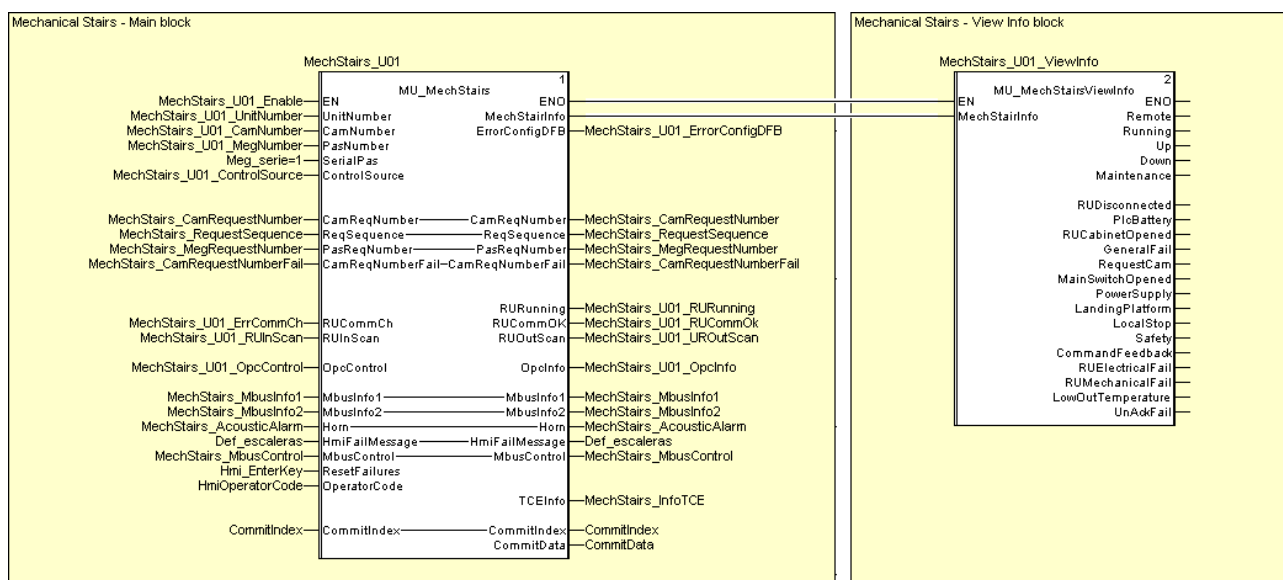 Mechanical Stairs - Main block
MechStairs_U01
1
MU_MechStairs
MechStairs_U01_Enable EN ENO
MechStairs_U01_UnitNumber UnitNumber MechStairInfo
MechStairs_U01_CamNumber CamNumber ErrorConfigDFB MechStairs_U01_ErrorConfigDFB
MechStairs_U01_MegNumber PasNumber
Meg_serie=1 SerialPas
MechStairs_U01_ControlSource ControlSource
MechStairs_CamRequestNumber CamReqNumber CamReqNumber MechStairs_CamRequestNumber
MechStairs_RequestSequence ReqSequence ReqSequence MechStairs_RequestSequence
MechStairs_MegRequestNumber PasReqNumber PasReqNumber MechStairs_MegRequestNumber
MechStairs_CamRequestNumberFail CamReqNumberFail CamReqNumberFail MechStairs_CamRequestNumberFail
RURunning MechStairs_U01_RURunning
MechStairs_U01_ErrCommCh RUCommCh RUCommOK MechStairs_U01_RUCommOk
MechStairs_U01_RUInScan RUInScan RUOutScan MechStairs_U01_UROutScan
MechStairs_U01_OpcControl OpcControl OpcInfo MechStairs_U01_OpcInfo
MechStairs_MbusInfo1 MbusInfo1 MbusInfo1 MechStairs_MbusInfo1
MechStairs_MbusInfo2 MbusInfo2 MbusInfo2 MechStairs_MbusInfo2
MechStairs_AcousticAlarm Horn Horn MechStairs_AcousticAlarm
Def_escaleras HmiFailMessage HmiFailMessage Def_escaleras
MechStairs_MbusControl MbusControl MbusControl MechStairs_MbusControl
Hmi_EnterKey ResetFailures
HmiOperatorCode OperatorCode
TCEInfo MechStairs_InfoTCE
CommitIndex CommitIndex CommitIndex CommitIndex
CommitData CommitData
Mechanical Stairs - View Info block
MechStairs_U01_ViewInfo
2
MU_MechStairsViewInfo
EN ENO
MechStairInfo Remote
Running
Up
Down
Maintenance
RUDisconnected
PlcBattery
RUCabinetOpened
GeneralFail
RequestCam
MainSwitchOpened
PowerSupply
LandingPlatform
LocalStop
Safety
CommandFeedback
RUElectricalFail
RUMechanicalFail
LowOutTemperature
UnAckFail